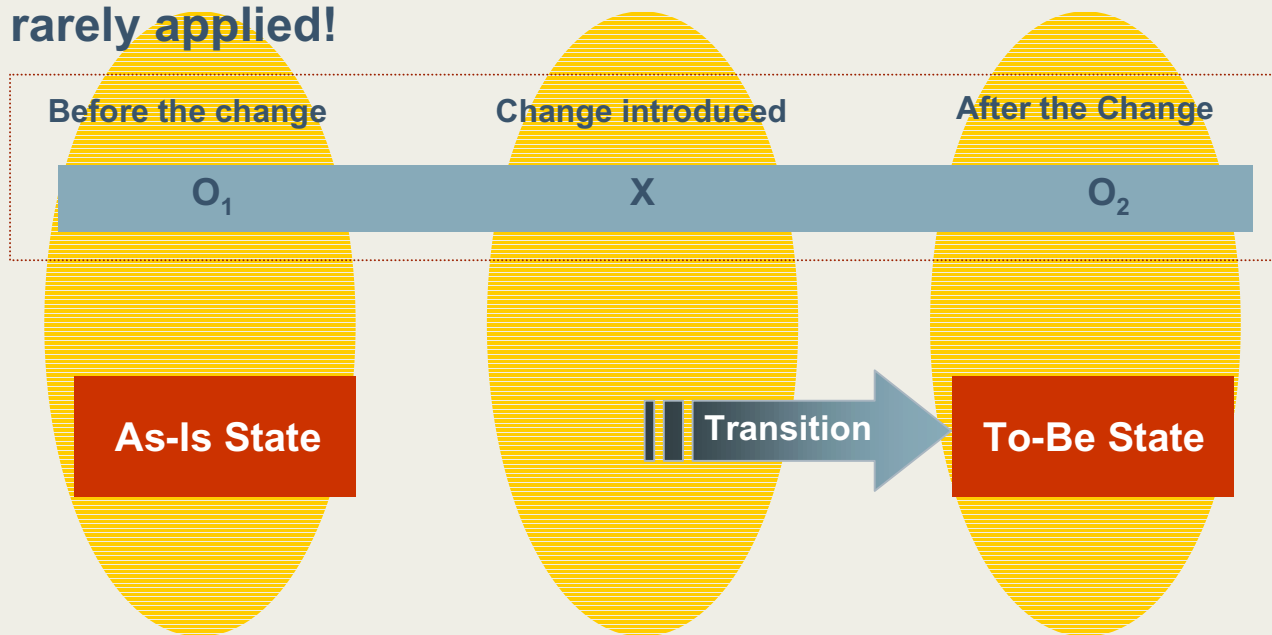 rarely applied!
Before the change Change introduced After the Change
O₁ X O₂
As-Is State Transition To-Be State